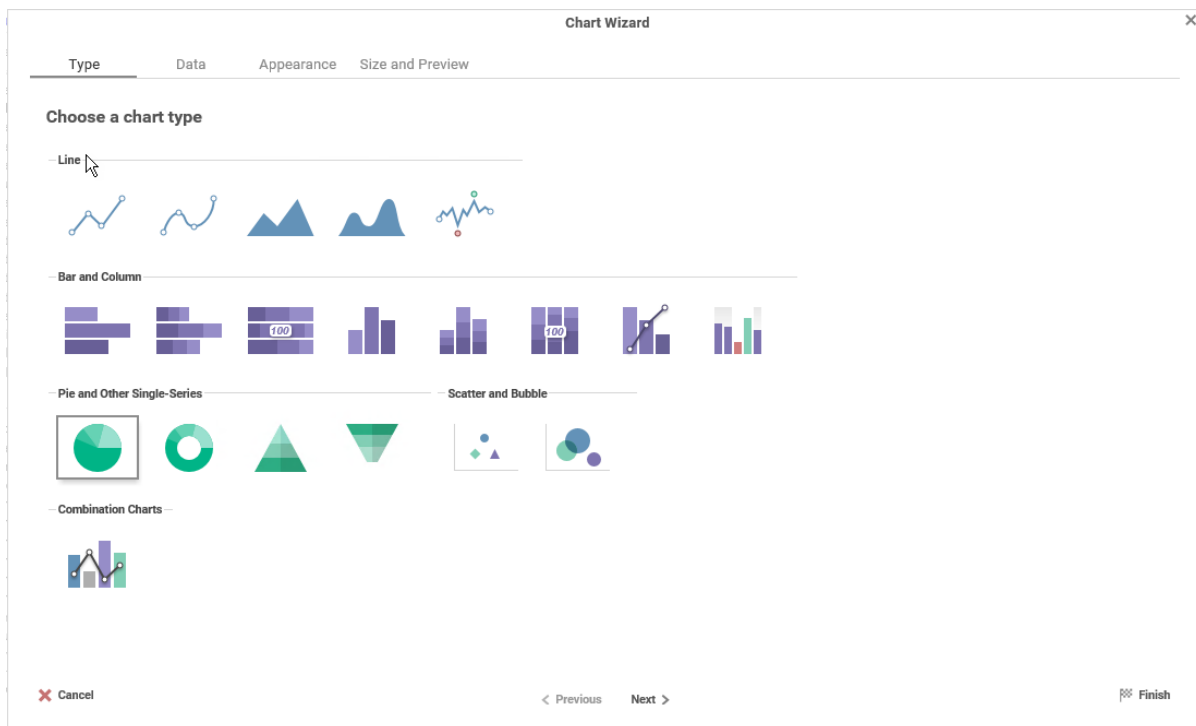 Chart Wizard
Type Data Appearance Size and Preview
Choose a chart type
Line
Bar and Column
100 100
Pie and Other Single-Series Scatter and Bubble
Combination Charts
Cancel Previous Next Finish